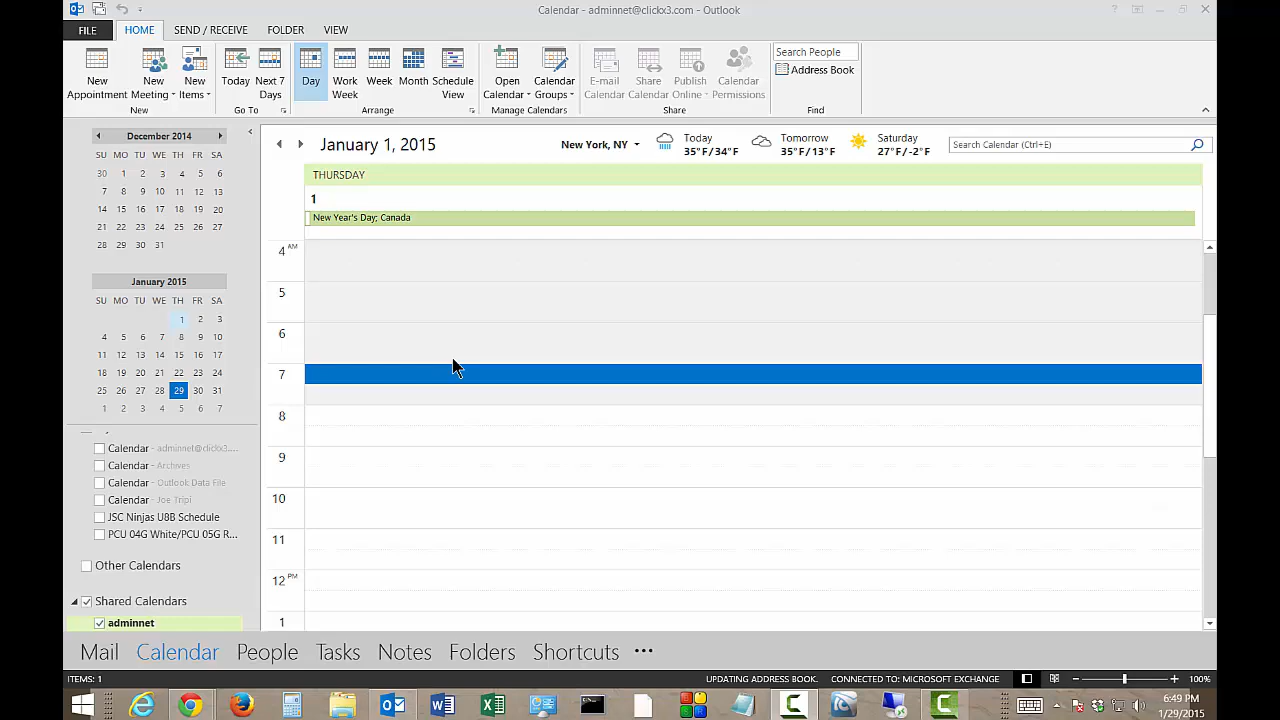 Calendar - adminnet@clickx3.com - Outlook
FILE HOME SEND / RECEIVE FOLDER VIEW
New Appointment
New Meeting
New Items
New
Today
Next 7 Days
Go To
Day
Work Week
Week
Month
Schedule View
Arrange
Open Calendar
Calendar Groups
Manage Calendars
E-mail Calendar
Share Calendar
Publish Online
Calendar Permissions
Share
Search People
Address Book
Find
December 2014
SU MO TU WE TH FR SA
30 1 2 3 4 5 6
7 8 9 10 11 12 13
14 15 16 17 18 19 20
21 22 23 24 25 26 27
28 29 30 31
January 2015
SU MO TU WE TH FR SA
1 2 3
4 5 6 7 8 9 10
11 12 13 14 15 16 17
18 19 20 21 22 23 24
25 26 27 28 29 30 31
1 2 3 4 5 6 7
Calendar - adminnet@clickx3....
Calendar - Archives
Calendar - Outlook Data File
Calendar - Joe Tripi
JSC Ninjas U8B Schedule
PCU 04G White/PCU 05G R...
Other Calendars
Shared Calendars
adminnet
January 1, 2015
New York, NY
Today
35°F/34°F
Tomorrow
35°F/13°F
Saturday
27°F/-2°F
Search Calendar (Ctrl+E)
THURSDAY
1
New Year's Day; Canada
4 AM
5
6
7
8
9
10
11
12 PM
1
Mail Calendar People Tasks Notes Folders Shortcuts •••
ITEMS: 1
UPDATING ADDRESS BOOK.
CONNECTED TO: MICROSOFT EXCHANGE
100%
6:49 PM
1/29/2015